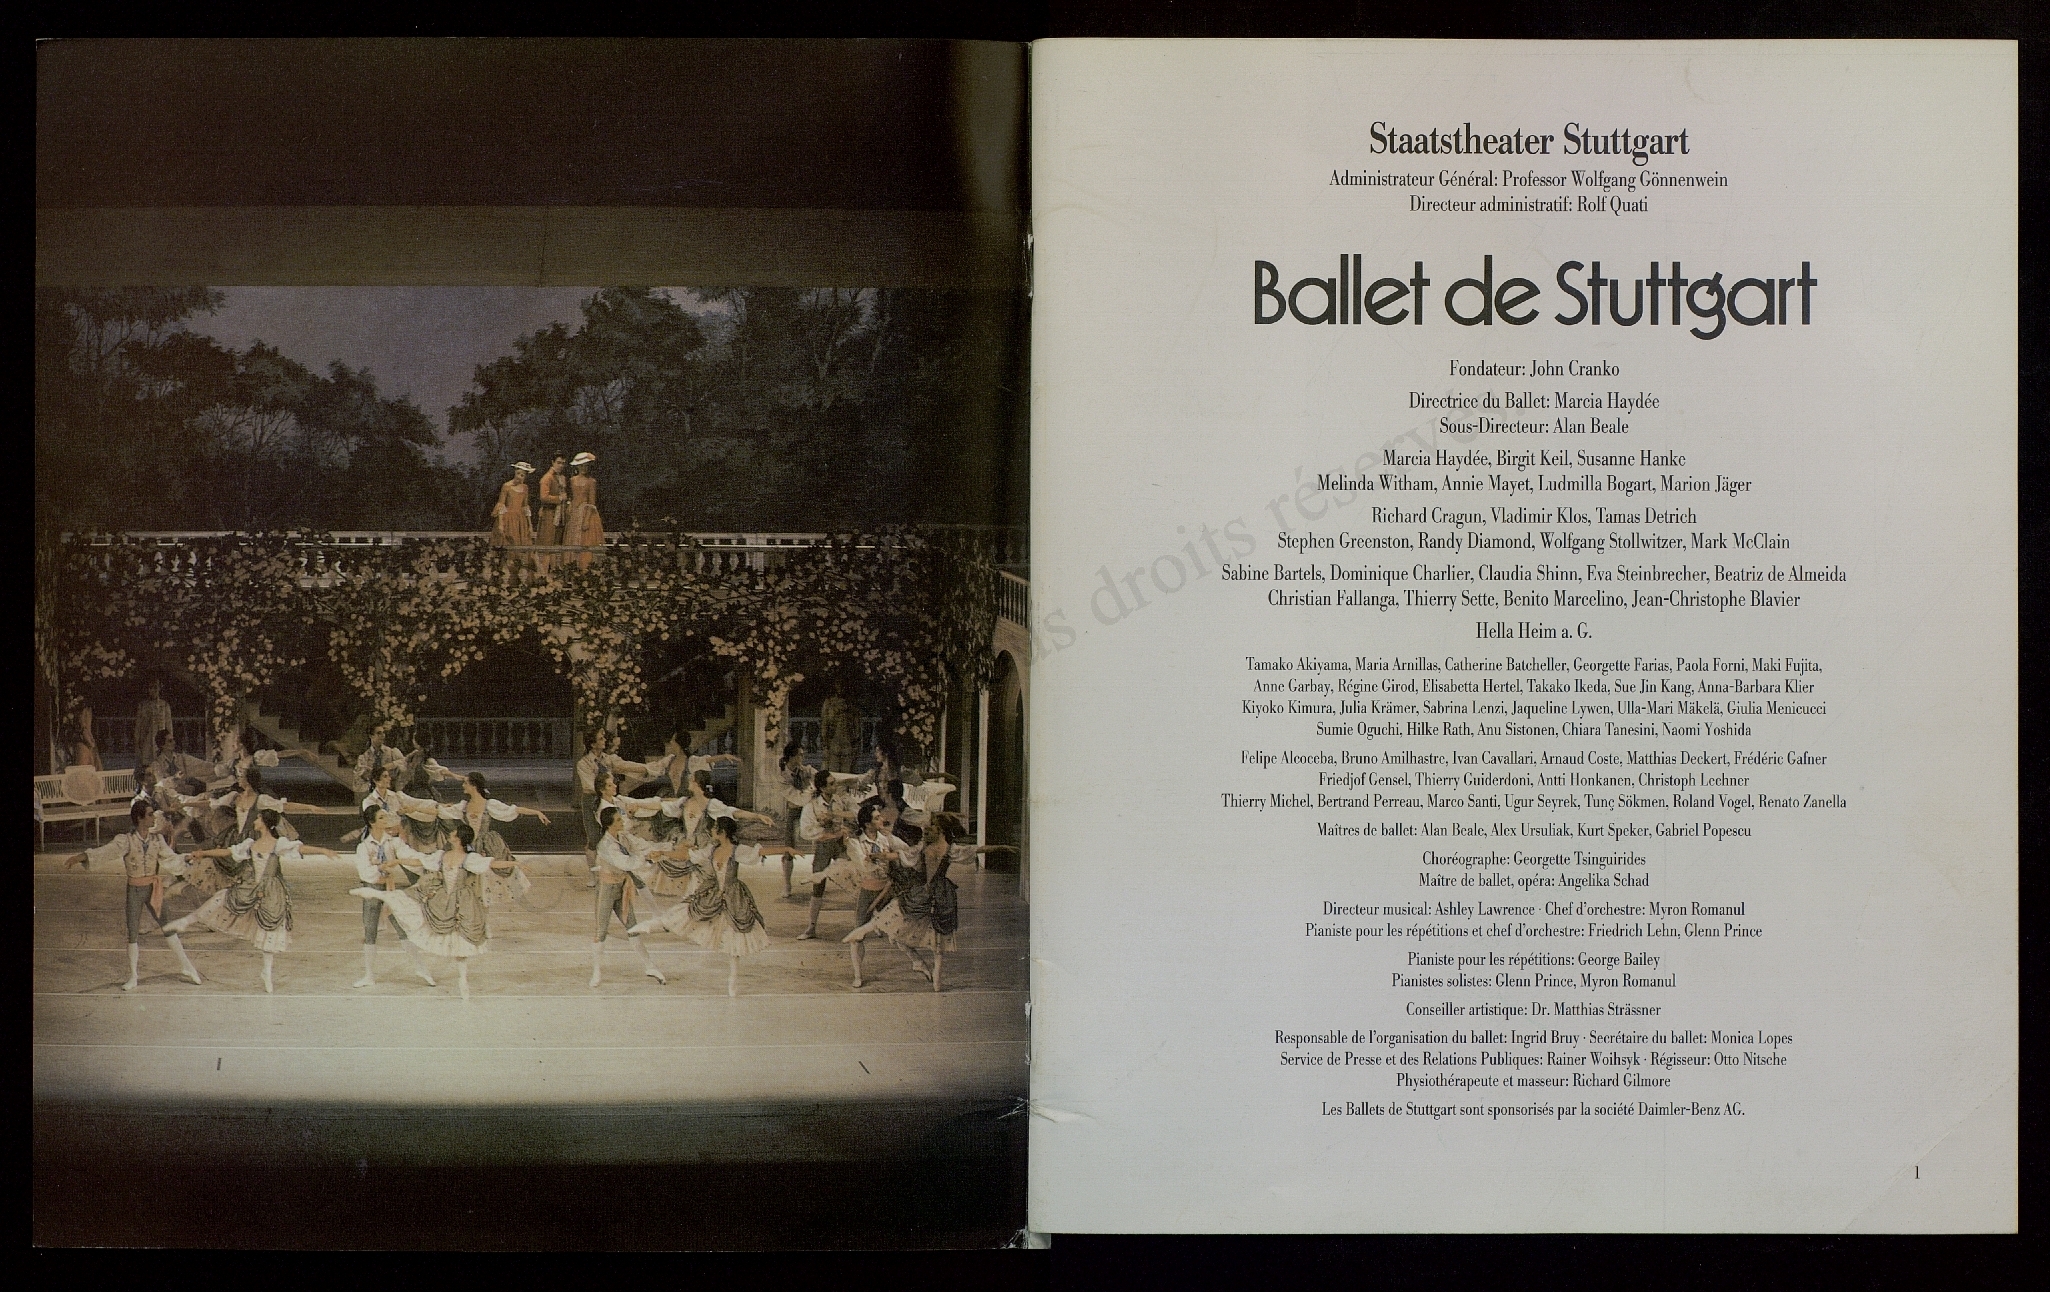 Staatstheater Stuttgart
Administrateur Général: Professor Wolfgang Gönnenwein
Directeur administratif: Rolf Quati
Ballet de Stuttgart
Fondateur: John Cranko
Directrice du Ballet: Marcia Haydée
Sous-Directeur: Alan Beale
Marcia Haydée, Birgit Keil, Susanne Hanke
Melinda Witham, Annie Mayet, Ludmilla Bogart, Marion Jäger
Richard Cragun, Vladimir Klos, Tamas Detrich
Stephen Greenston, Randy Diamond, Wolfgang Stollwitzer, Mark McClain
Sabine Bartels, Dominique Charlier, Claudia Shinn, Eva Steinbrecher, Beatriz de Almeida
Christian Fallanga, Thierry Sette, Benito Marcelino, Jean-Christophe Blavier
Hella Heim a. G.
Tamako Akiyama, Maria Arnillas, Catherine Batcheller, Georgette Farias, Paola Forni, Maki Fujita,
Anne Garbay, Régine Girod, Elisabetta Hertel, Takako Ikeda, Sue Jin Kang, Anna-Barbara Klier
Kiyoko Kimura, Julia Krämer, Sabrina Lenzi, Jaqueline Lywen, Ulla-Mari Mäkelä, Giulia Menicucci
Sumie Oguchi, Hilke Rath, Anu Sistonen, Chiara Tanesini, Naomi Yoshida
Felipe Alcoceba, Bruno Amilhastre, Ivan Cavallari, Arnaud Coste, Matthias Deckert, Frédéric Gafner
Friedjof Gensel, Thierry Guiderdoni, Antti Honkanen, Christoph Lechner
Thierry Michel, Bertrand Perreau, Marco Santi, Ugur Seyrek, Tunç Sökmen, Roland Vogel, Renato Zanella
Maîtres de ballet: Alan Beale, Alex Ursuliak, Kurt Speker, Gabriel Popescu
Choréographe: Georgette Tsinguirides
Maître de ballet, opéra: Angelika Schad
Directeur musical: Ashley Lawrence · Chef d'orchestre: Myron Romanul
Pianiste pour les répétitions et chef d'orchestre: Friedrich Lehn, Glenn Prince
Pianiste pour les répétitions: George Bailey
Pianistes solistes: Glenn Prince, Myron Romanul
Conseiller artistique: Dr. Matthias Strässner
Responsable de l'organisation du ballet: Ingrid Bruy · Secrétaire du ballet: Monica Lopes
Service de Presse et des Relations Publiques: Rainer Woihsyk · Régisseur: Otto Nitsche
Physiothérapeute et masseur: Richard Gilmore
Les Ballets de Stuttgart sont sponsorisés par la société Daimler-Benz AG.
1
droits réservés